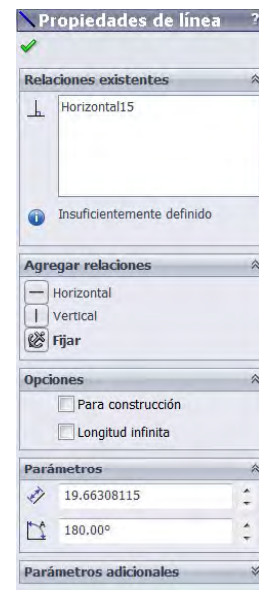 Propiedades de línea ?
Relaciones existentes
Horizontal15
Insuficientemente definido
Agregar relaciones
Horizontal
Vertical
Fijar
Opciones
Para construcción
Longitud infinita
Parámetros
19.66308115
180.00º
Parámetros adicionales